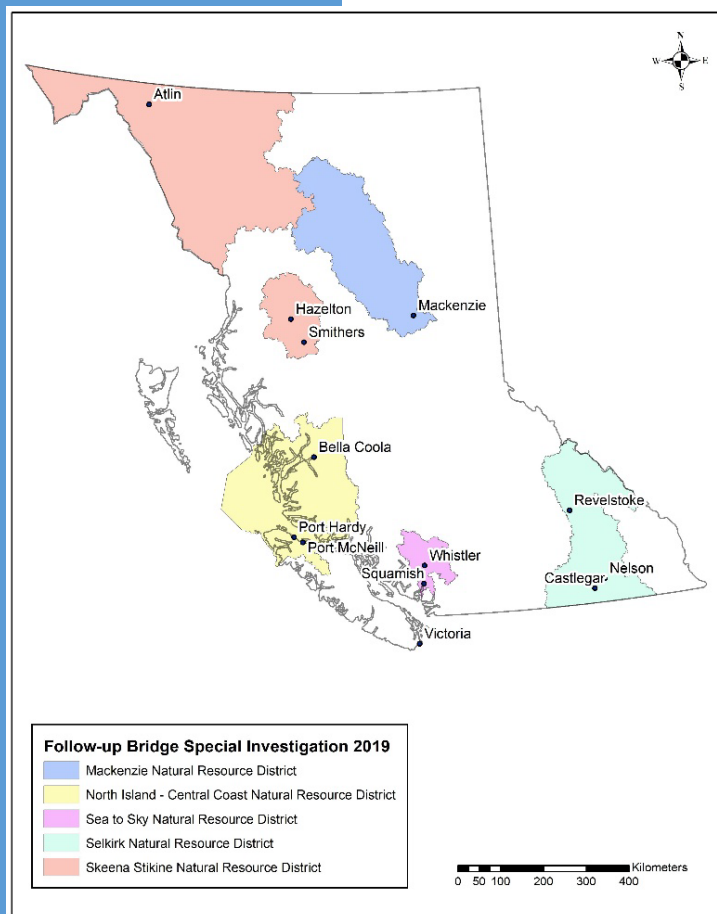 N
W E
S
Atlin
Mackenzie
Hazelton
Smithers
Bella Coola
Revelstoke
Port Hardy
Port McNeill
Whistler
Squamish
Nelson
Castlegar
Victoria
Follow-up Bridge Special Investigation 2019
Mackenzie Natural Resource District
North Island - Central Coast Natural Resource District
Sea to Sky Natural Resource District
Selkirk Natural Resource District
Skeena Stikine Natural Resource District
Kilometers
0 50 100 200 300 400